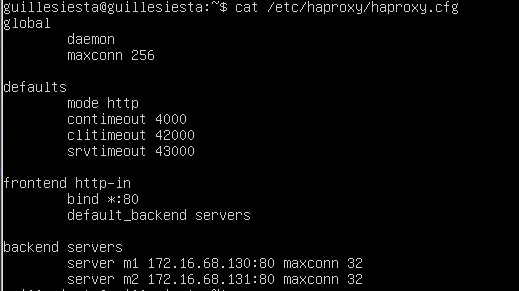 guillesiesta@guillesiesta:~$ cat /etc/haproxy/haproxy.cfg
global
daemon
maxconn 256
defaults
mode http
contimeout 4000
clitimeout 42000
srvtimeout 43000
frontend http-in
bind *:80
default_backend servers
backend servers
server m1 172.16.68.130:80 maxconn 32
server m2 172.16.68.131:80 maxconn 32